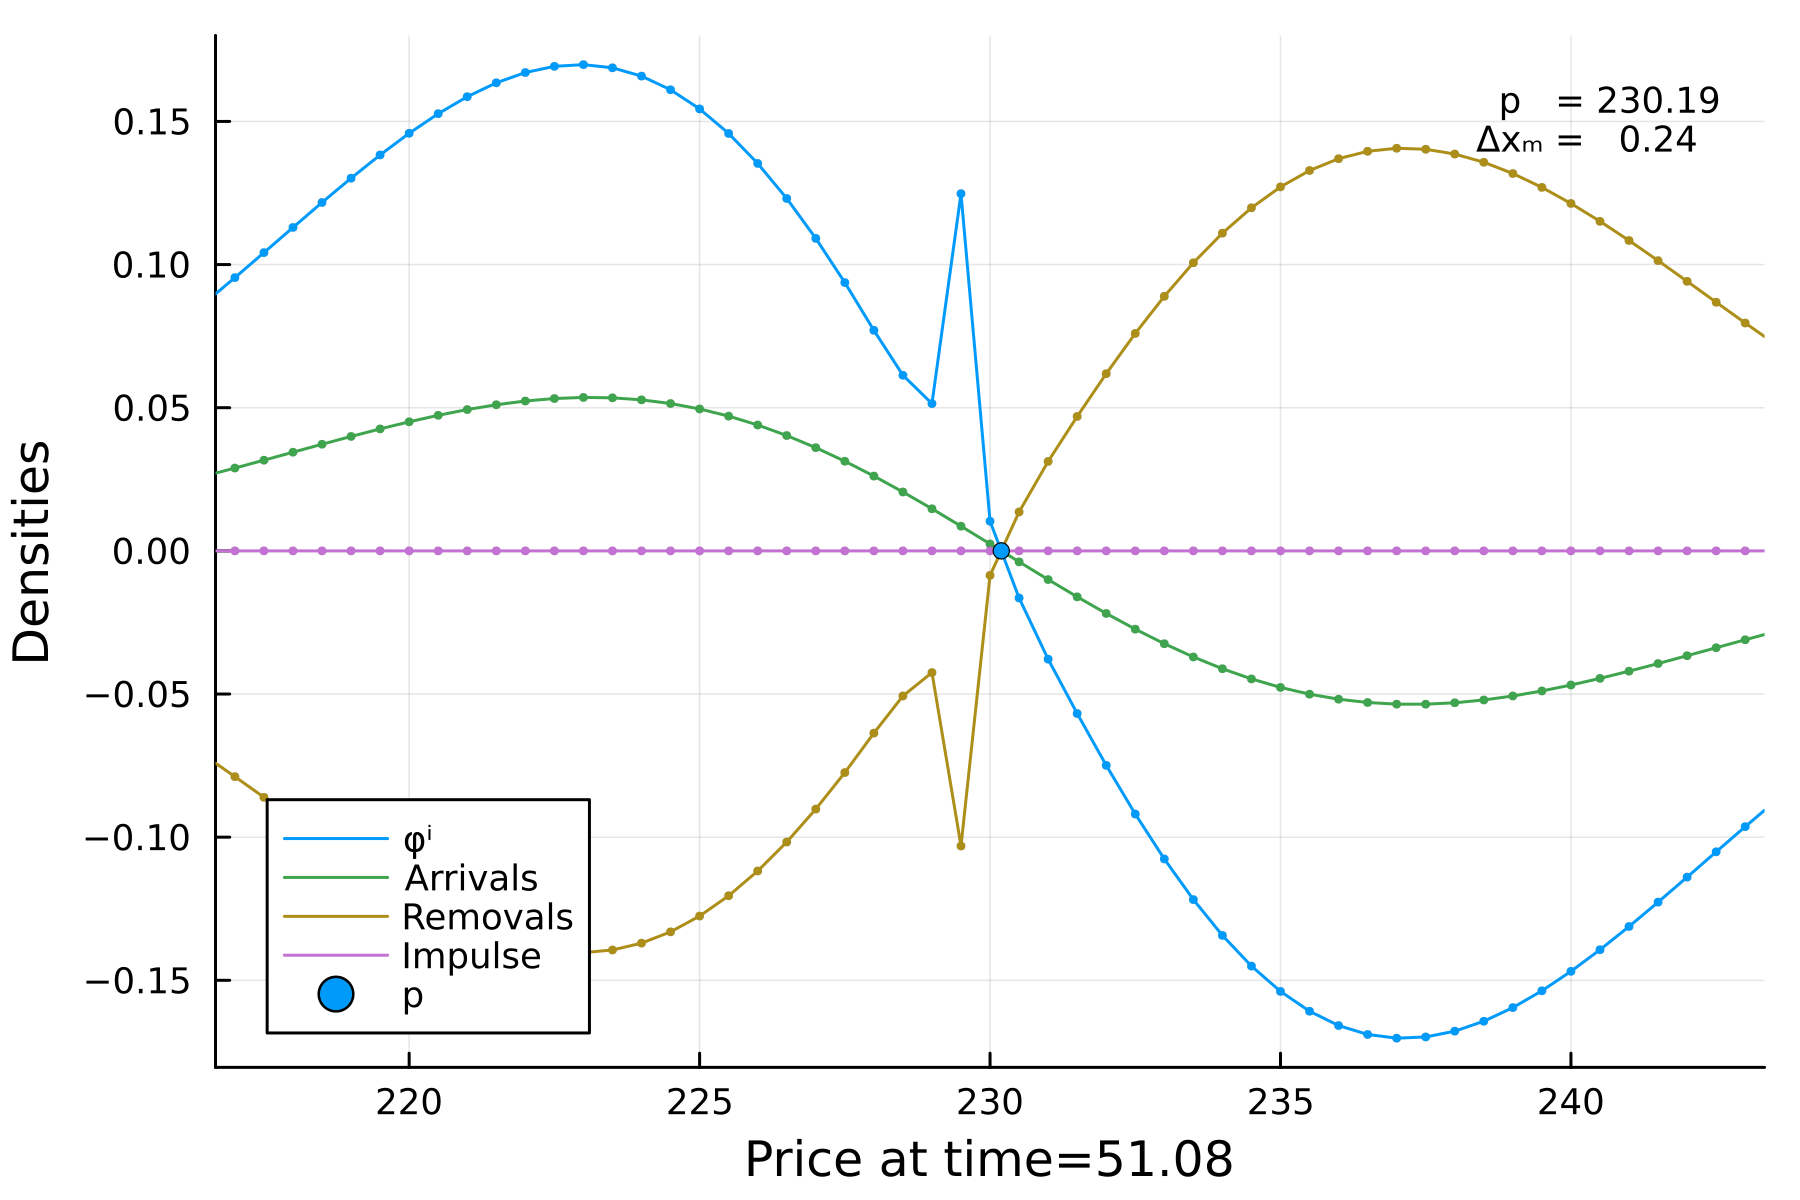 p = 230.19
Δxₘ = 0.24
0.15
0.10
0.05
0.00
−0.05
−0.10
−0.15
Densities
φⁱ
Arrivals
Removals
Impulse
p
220 225 230 235 240
Price at time=51.08